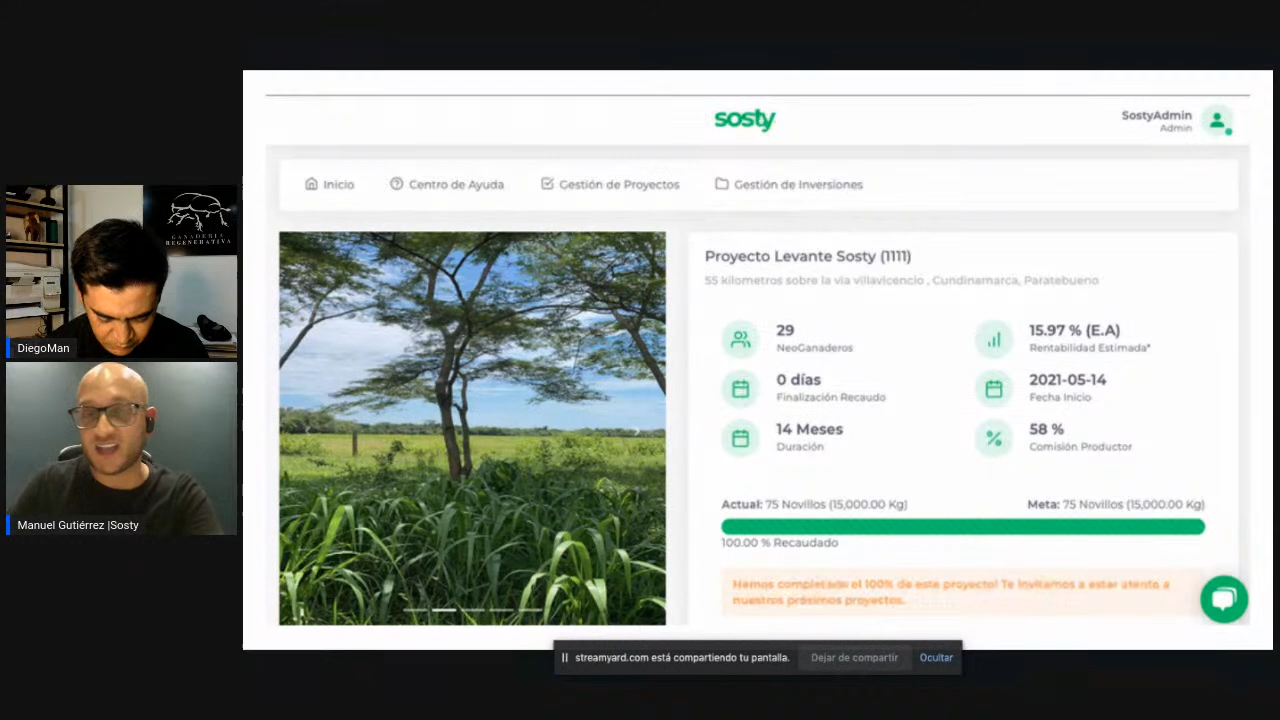 GANADERIA
REGENERATIVA
DiegoMan
Manuel Gutiérrez |Sosty
sosty
SostyAdmin
Admin
Inicio
Centro de Ayuda
Gestión de Proyectos
Gestión de Inversiones
Proyecto Levante Sosty (1111)
55 kilometros sobre la via villavicencio , Cundinamarca, Paratebueno
29
NeoGanaderos
15.97 % (E.A)
Rentabilidad Estimada*
0 días
Finalización Recaudo
2021-05-14
Fecha Inicio
14 Meses
Duración
58 %
Comisión Productor
Actual: 75 Novillos (15,000.00 Kg)
Meta: 75 Novillos (15,000.00 Kg)
100.00 % Recaudado
Hemos completado el 100% de este proyecto! Te invitamos a estar atento a
nuestros próximos proyectos.
streamyard.com está compartiendo tu pantalla.
Dejar de compartir
Ocultar